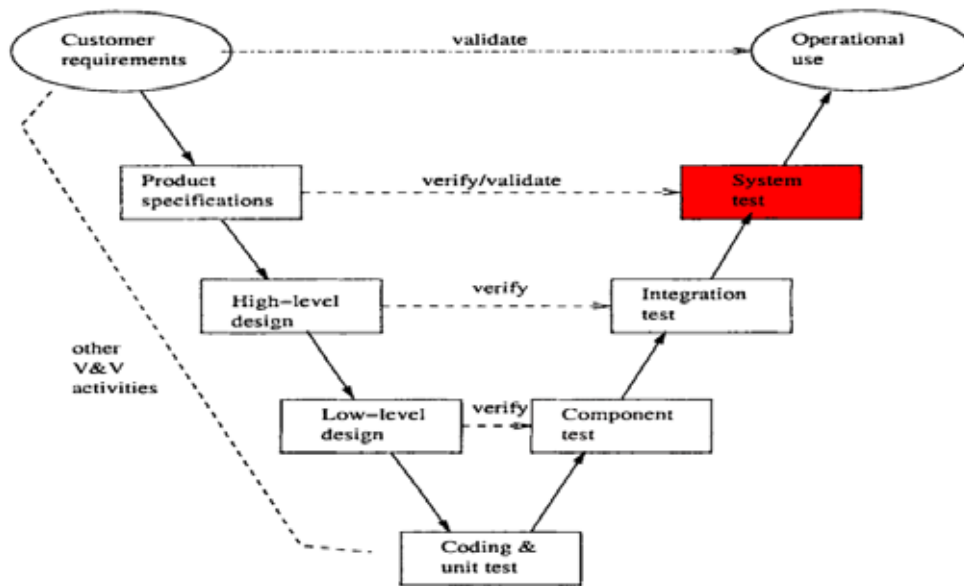 Customer
requirements
validate
Operational
use
Product
specifications
verify/validate
System
test
High-level
design
verify
Integration
test
other
V&V
activities
Low-level
design
verify
Component
test
Coding &
unit test